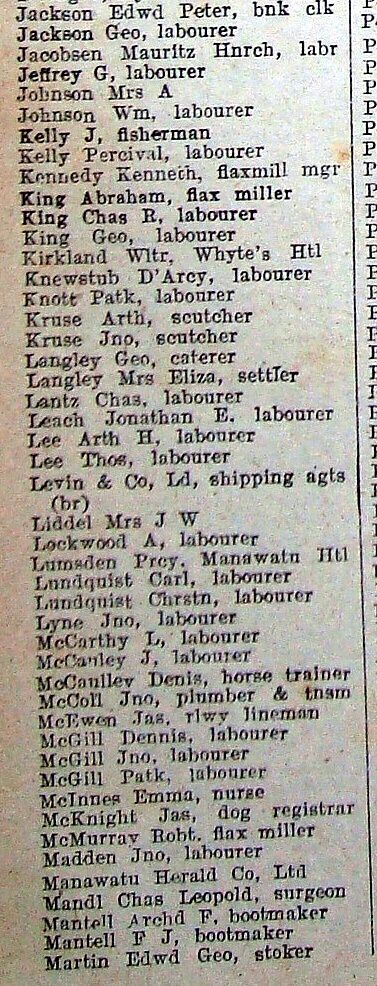 Jackson Edwd Peter, bnk clk
Jackson Geo, labourer
Jacobsen Mauritz Hnrch, labr
Jeffrey G, labourer
Johnson Mrs A
Johnson Wm, labourer
Kelly J, fisherman
Kelly Percival, labourer
Kennedy Kenneth, flaxmill mgr
King Abraham, flax miller
King Chas R, labourer
King Geo, labourer
Kirkland Wltr, Whyte's Htl
Knewstub D'Arcy, labourer
Knott Patk, labourer
Kruse Arth, scutcher
Kruse Jno, scutcher
Langley Geo, caterer
Langley Mrs Eliza, settler
Lantz Chas, labourer
Leach Jonathan E. labourer
Lee Arth H, labourer
Lee Thos, labourer
Levin & Co, Ld, shipping agts
(br)
Liddel Mrs J W
Lockwood A, labourer
Lumsden Prcy, Manawatu Htl
Lundquist Carl, labourer
Lundquist Chrstn, labourer
Lyne Jno, labourer
McCarthy L, labourer
McCauley J, labourer
McCaulley Denis, horse trainer
McColl Jno, plumber & tnsm
McEwen Jas, rlwy lineman
McGill Dennis, labourer
McGill Jno, labourer
McGill Patk, labourer
McInnes Emma, nurse
McKnight Jas, dog registrar
McMurray Robt. flax miller
Madden Jno, labourer
Manawatu Herald Co, Ltd
Mandl Chas Leopold, surgeon
Mantell Archd F, bootmaker
Mantell F J, bootmaker
Martin Edwd Geo, stoker